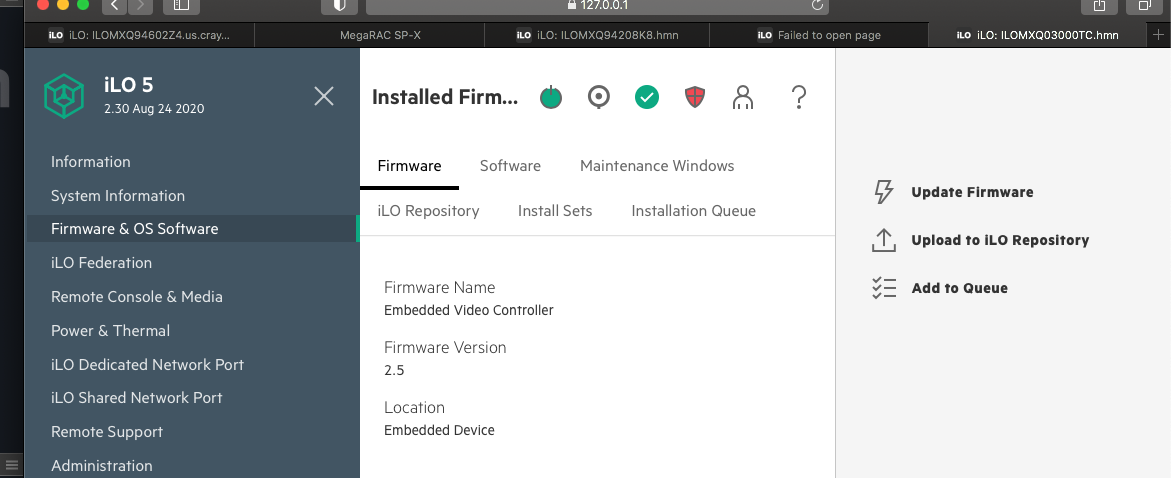 127.0.0.1
iLO iLO: ILOMXQ94602Z4.us.cray...
MegaRAC SP-X
iLO iLO: ILOMXQ94208K8.hmn
iLO Failed to open page
iLO iLO: ILOMXQ03000TC.hmn
iLO 5
2.30 Aug 24 2020
Information
System Information
Firmware & OS Software
iLO Federation
Remote Console & Media
Power & Thermal
iLO Dedicated Network Port
iLO Shared Network Port
Remote Support
Administration
Installed Firm...
?
Firmware
Software
Maintenance Windows
iLO Repository
Install Sets
Installation Queue
Firmware Name
Embedded Video Controller
Firmware Version
2.5
Location
Embedded Device
Update Firmware
Upload to iLO Repository
Add to Queue